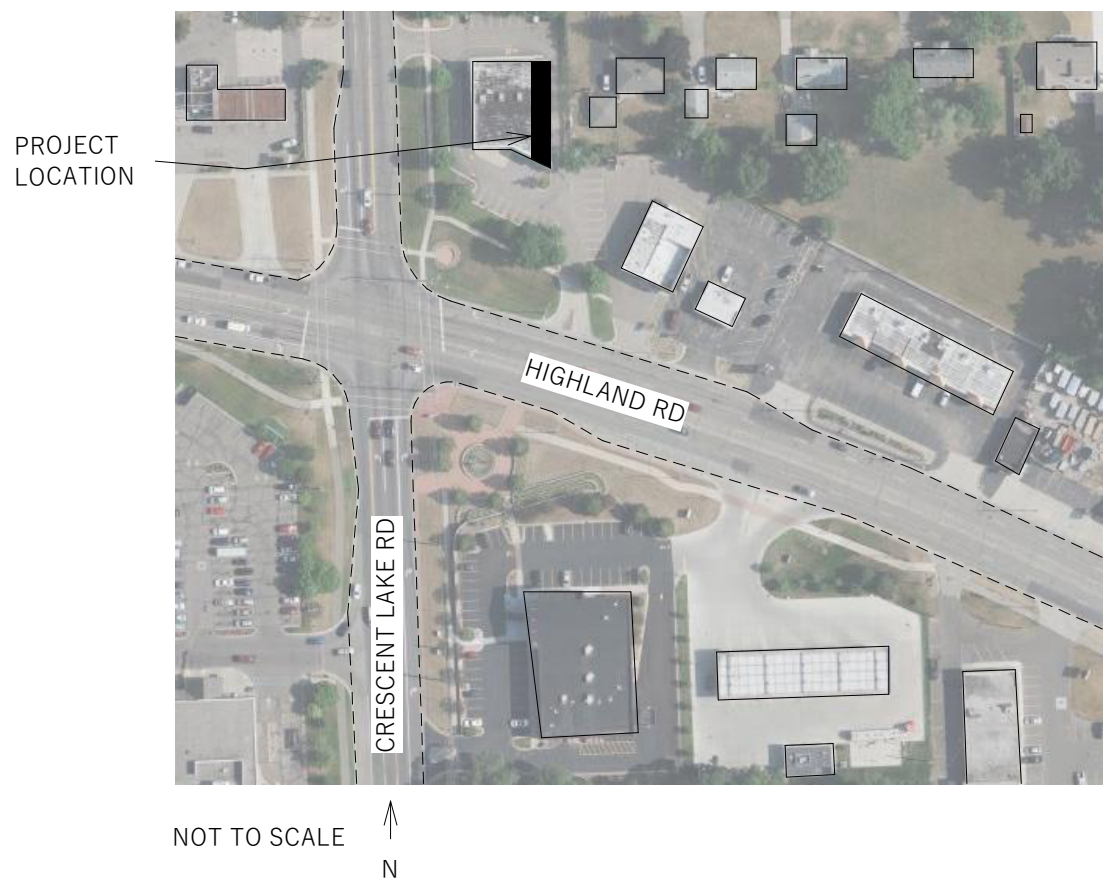 PROJECT
LOCATION
HIGHLAND RD
CRESCENT LAKE RD
NOT TO SCALE
N